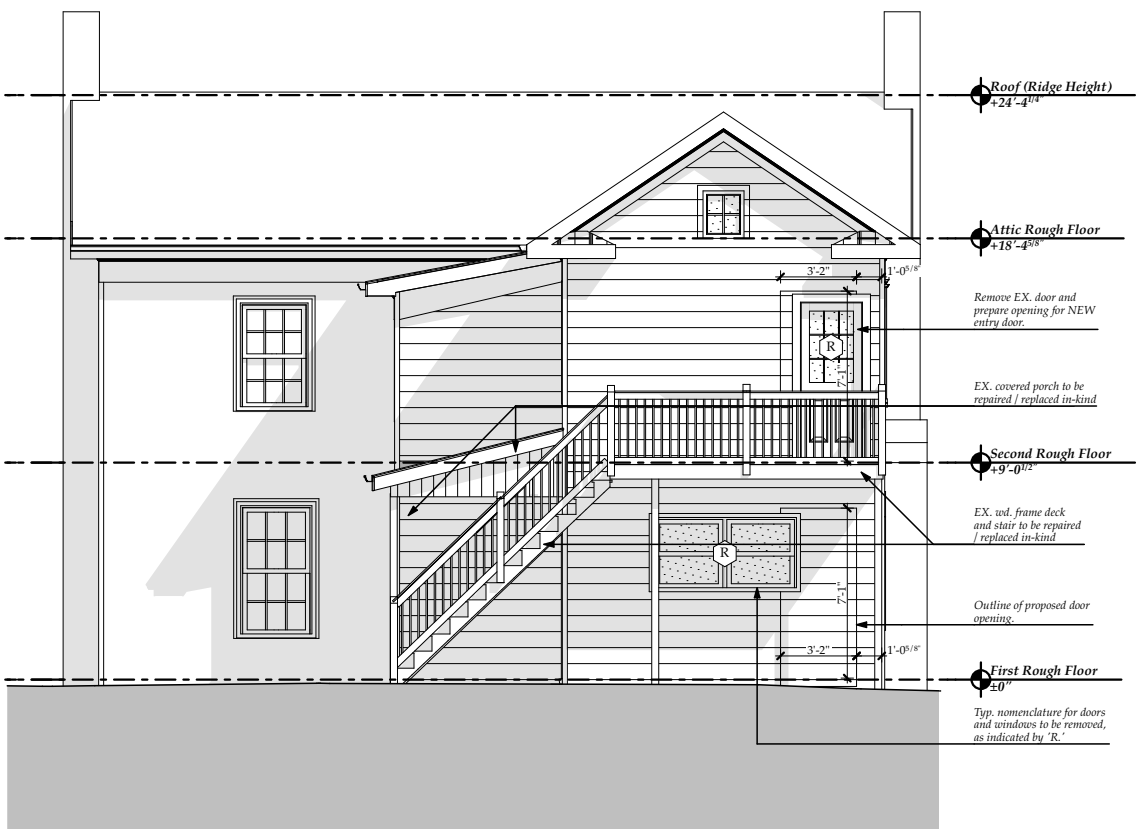 Roof (Ridge Height)
+24'-4 1/4"
Attic Rough Floor
+18'-4 5/8"
3'-2"
1'-0 5/8"
Remove EX. door and
prepare opening for NEW
entry door.
R
7'-1"
EX. covered porch to be
repaired / replaced in-kind
Second Rough Floor
+9'-0 1/2"
EX. wd. frame deck
and stair to be repaired
/ replaced in-kind
R
7'-1"
Outline of proposed door
opening.
3'-2"
1'-0 5/8"
First Rough Floor
±0"
Typ. nomenclature for doors
and windows to be removed,
as indicated by 'R.'